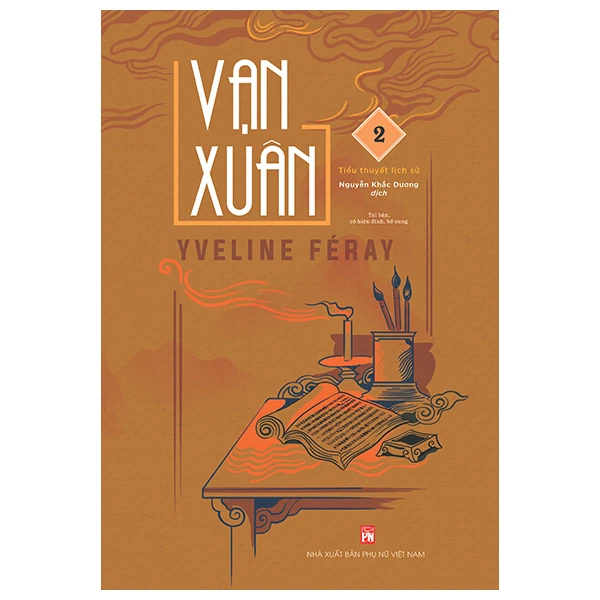 VẠN
XUÂN
2
Tiểu thuyết lịch sử
Nguyễn Khắc Dương
dịch
Tái bản,
có hiệu đính, bổ sung
YVELINE FÉRAY
PN
NHÀ XUẤT BẢN PHỤ NỮ VIỆT NAM